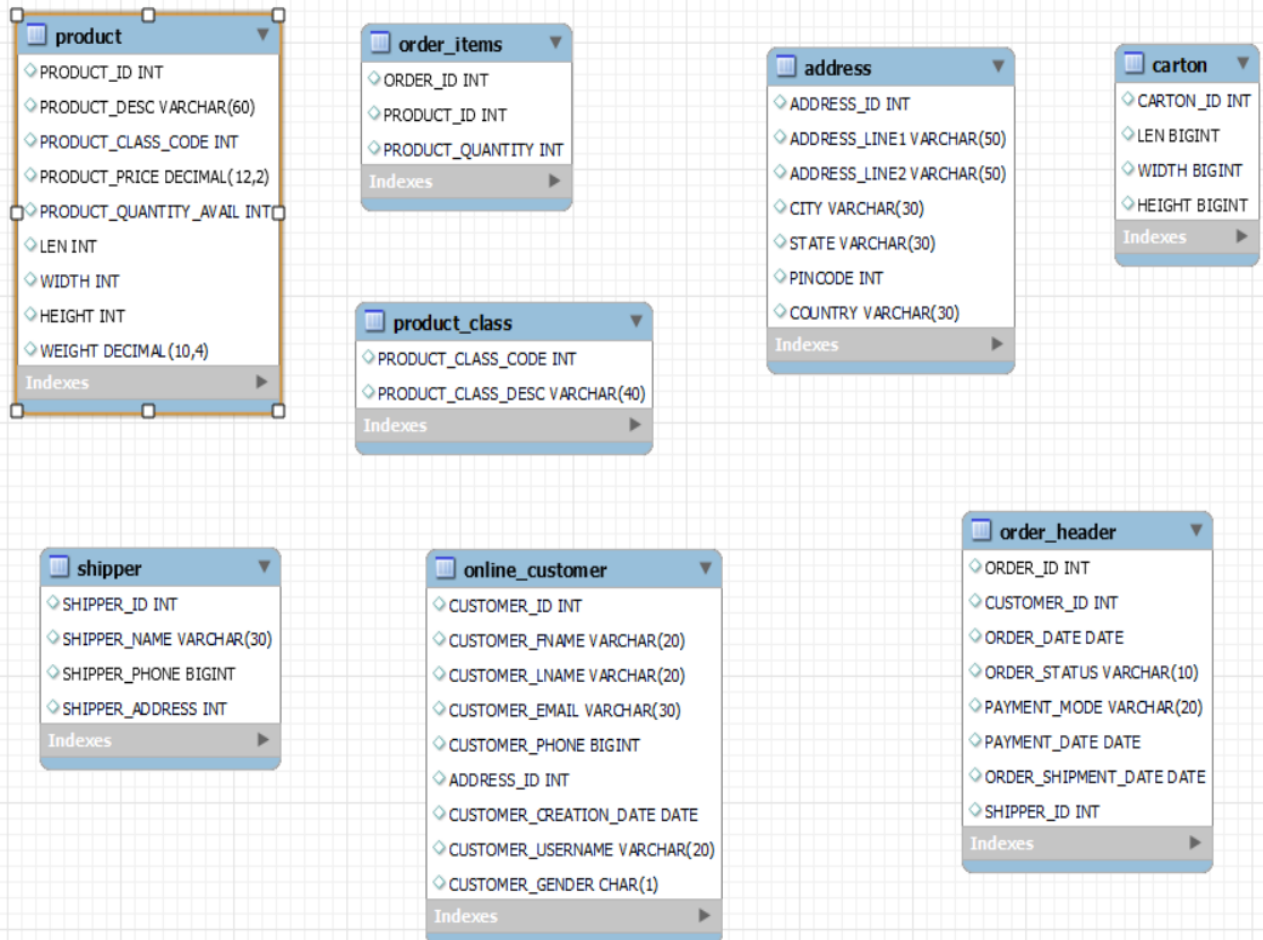 product
PRODUCT_ID INT
PRODUCT_DESC VARCHAR(60)
PRODUCT_CLASS_CODE INT
PRODUCT_PRICE DECIMAL(12,2)
PRODUCT_QUANTITY_AVAIL INT
LEN INT
WIDTH INT
HEIGHT INT
WEIGHT DECIMAL(10,4)
Indexes
order_items
ORDER_ID INT
PRODUCT_ID INT
PRODUCT_QUANTITY INT
Indexes
product_class
PRODUCT_CLASS_CODE INT
PRODUCT_CLASS_DESC VARCHAR(40)
Indexes
address
ADDRESS_ID INT
ADDRESS_LINE1 VARCHAR(50)
ADDRESS_LINE2 VARCHAR(50)
CITY VARCHAR(30)
STATE VARCHAR(30)
PINCODE INT
COUNTRY VARCHAR(30)
Indexes
carton
CARTON_ID INT
LEN BIGINT
WIDTH BIGINT
HEIGHT BIGINT
Indexes
shipper
SHIPPER_ID INT
SHIPPER_NAME VARCHAR(30)
SHIPPER_PHONE BIGINT
SHIPPER_ADDRESS INT
Indexes
online_customer
CUSTOMER_ID INT
CUSTOMER_FNAME VARCHAR(20)
CUSTOMER_LNAME VARCHAR(20)
CUSTOMER_EMAIL VARCHAR(30)
CUSTOMER_PHONE BIGINT
ADDRESS_ID INT
CUSTOMER_CREATION_DATE DATE
CUSTOMER_USERNAME VARCHAR(20)
CUSTOMER_GENDER CHAR(1)
Indexes
order_header
ORDER_ID INT
CUSTOMER_ID INT
ORDER_DATE DATE
ORDER_STATUS VARCHAR(10)
PAYMENT_MODE VARCHAR(20)
PAYMENT_DATE DATE
ORDER_SHIPMENT_DATE DATE
SHIPPER_ID INT
Indexes